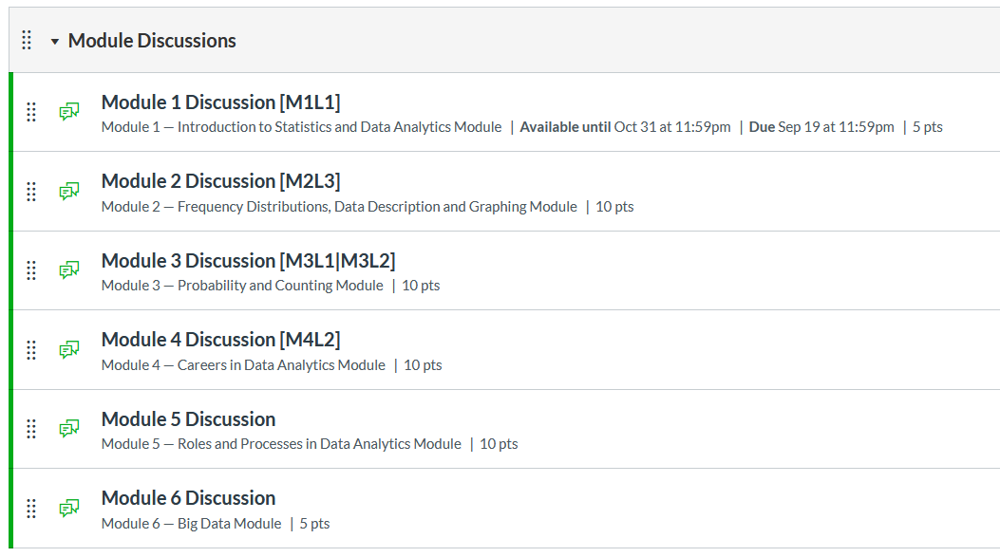 Module Discussions
Module 1 Discussion [M1L1]
Module 1 — Introduction to Statistics and Data Analytics Module | Available until Oct 31 at 11:59pm | Due Sep 19 at 11:59pm | 5 pts
Module 2 Discussion [M2L3]
Module 2 — Frequency Distributions, Data Description and Graphing Module | 10 pts
Module 3 Discussion [M3L1|M3L2]
Module 3 — Probability and Counting Module | 10 pts
Module 4 Discussion [M4L2]
Module 4 — Careers in Data Analytics Module | 10 pts
Module 5 Discussion
Module 5 — Roles and Processes in Data Analytics Module | 10 pts
Module 6 Discussion
Module 6 — Big Data Module | 5 pts